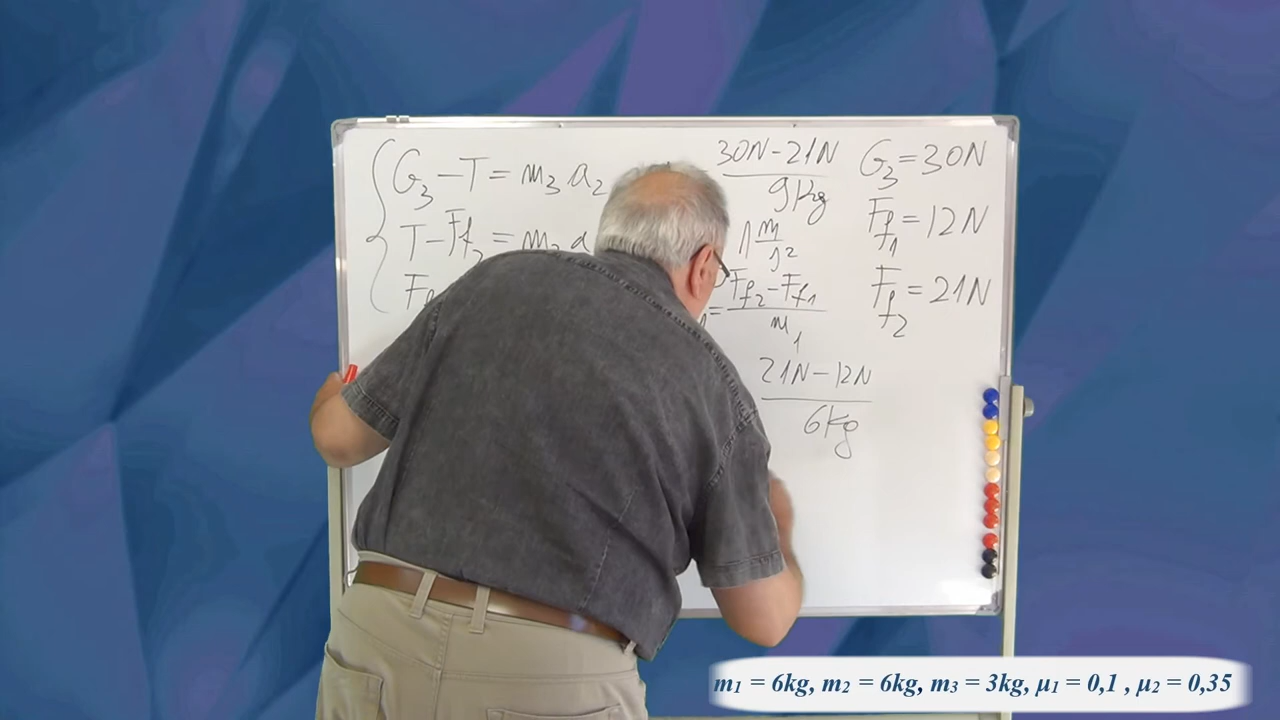 G₃ – T = m₃ a₂
T – Ff₂ = m₂ a
30N – 21N
9kg
1 m/s²
= Ff₂ – Ff₁
m₁
21N – 12N
6kg
G₃ = 30N
Ff₁ = 12N
Ff₂ = 21N
m₁ = 6kg, m₂ = 6kg, m₃ = 3kg, μ₁ = 0,1 , μ₂ = 0,35